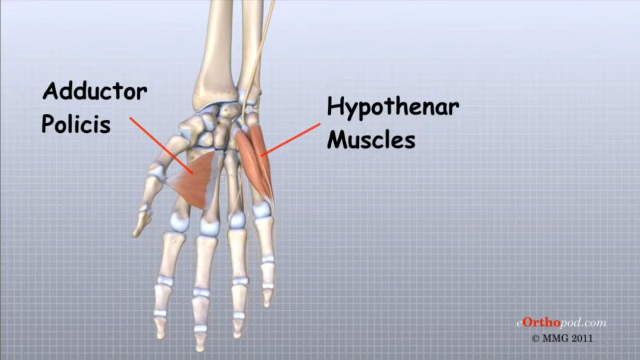 Adductor
Policis
Hypothenar
Muscles
eOrthopod.com
© MMG 2011